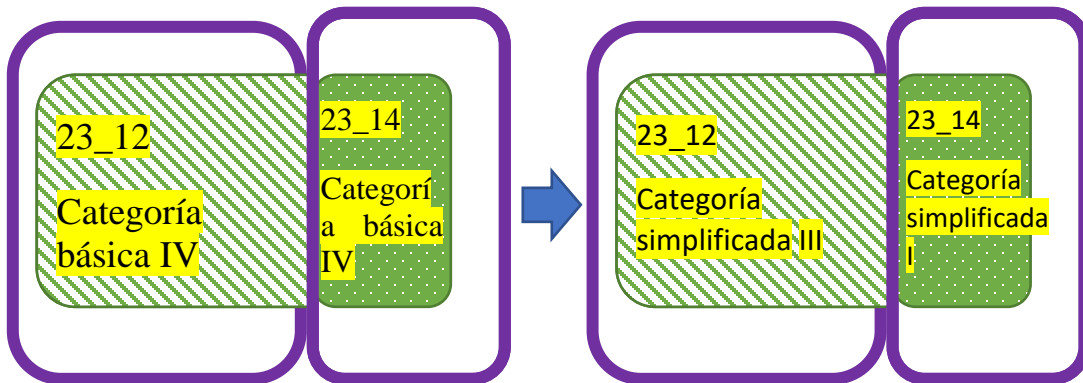 23_12
Categoría
básica IV
23_14
Categorí
a básica
IV
23_12
Categoría
simplificada III
23_14
Categoría
simplificada
I